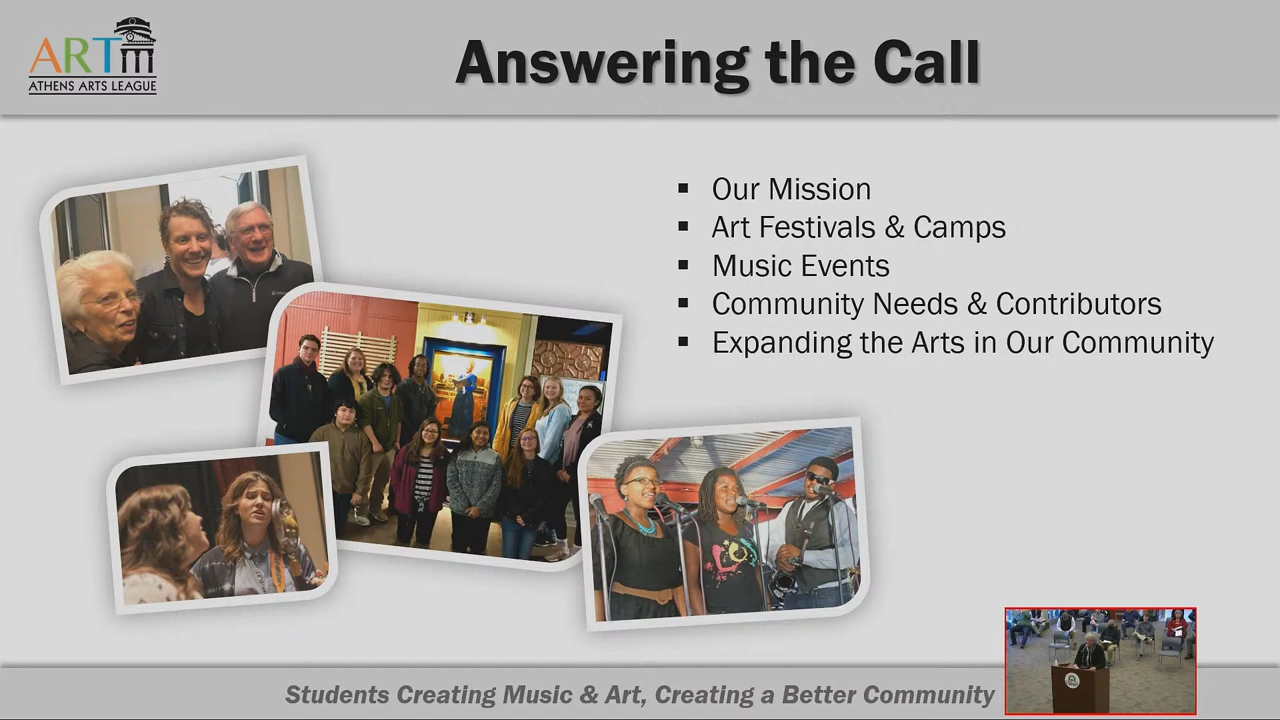 ART
ATHENS ARTS LEAGUE
Answering the Call
Our Mission
Art Festivals & Camps
Music Events
Community Needs & Contributors
Expanding the Arts in Our Community
Students Creating Music & Art, Creating a Better Community